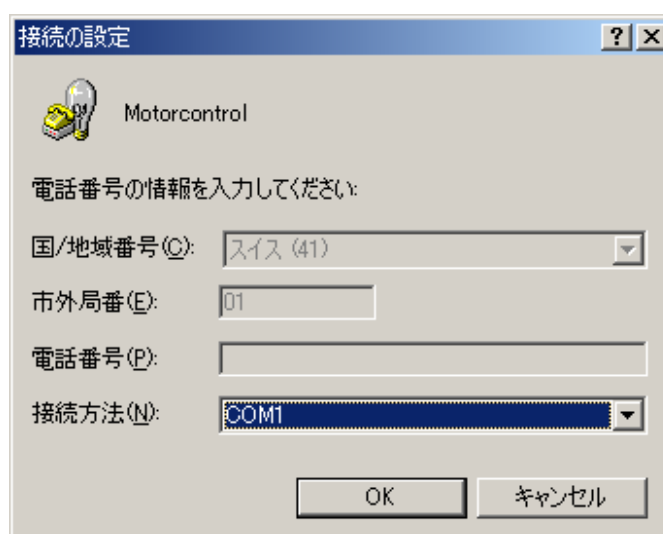 接続の設定
Motorcontrol
電話番号の情報を入力してください:
国/地域番号(C): スイス (41)
市外局番(E): 01
電話番号(P):
接続方法(N): COM1
OK キャンセル